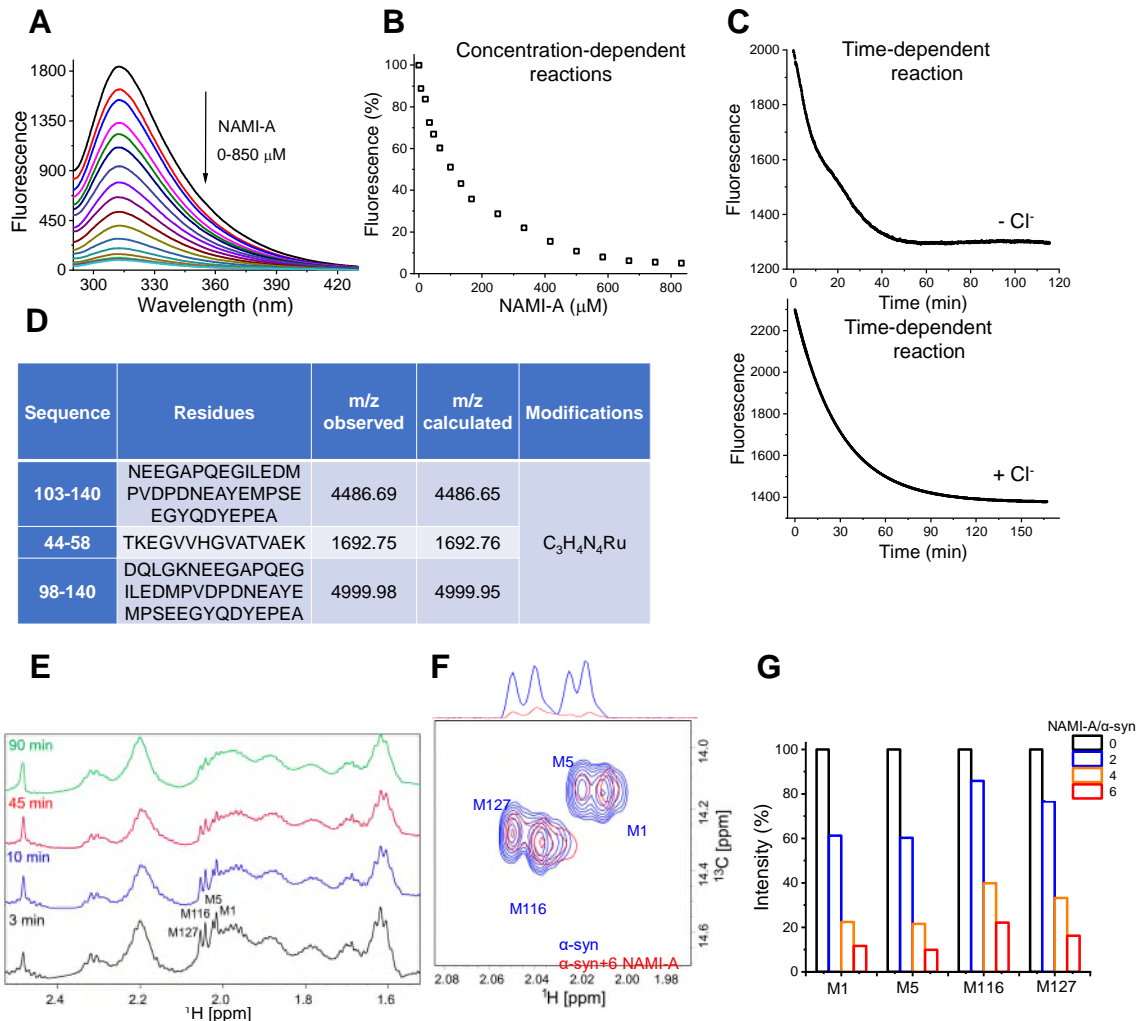 A
1800
1350
900
450
0
Fluorescence
NAMI-A
0-850 μM
300 330 360 390 420
Wavelength (nm)
B
Concentration-dependent
reactions
100
80
60
40
20
0
Fluorescence (%)
0 200 400 600 800
NAMI-A (μM)
C
Time-dependent
reaction
2000
1800
1600
1400
1200
Fluorescence
- Cl-
0 20 40 60 80 100 120
Time (min)
Time-dependent
reaction
2200
2000
1800
1600
1400
Fluorescence
+ Cl-
0 30 60 90 120 150
Time (min)
D
Sequence Residues m/z observed m/z calculated Modifications
103-140
NEEGAPQEGILEDM
PVDPDNEAYEMPSE
EGYQDYEPEA
4486.69 4486.65
44-58 TKEGVVHGVATVAEK 1692.75 1692.76
C3H4N4Ru
98-140
DQLGKNEEGAPQEG
ILEDMPVDPDNEAYE
MPSEEGYQDYEPEA
4999.98 4999.95
E
90 min
45 min
10 min
3 min
M5
M116
M1
M127
2.4 2.2 2.0 1.8 1.6
¹H [ppm]
F
M5
M127
M1
M116
α-syn
α-syn+6 NAMI-A
14.0
14.2
14.4
14.6
13C [ppm]
2.08 2.06 2.04 2.02 2.00 1.98
1H [ppm]
G
NAMI-A/α-syn
0
2
4
6
100
80
60
40
20
0
Intensity (%)
M1 M5 M116 M127